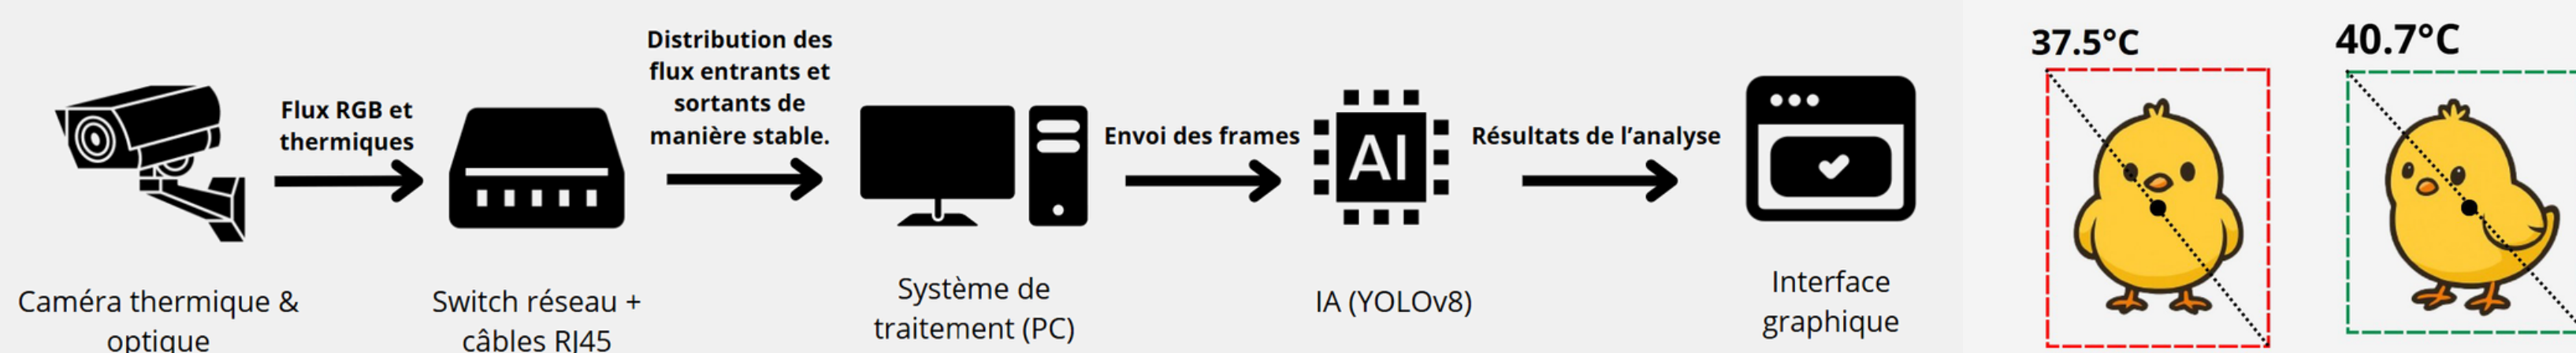 Flux RGB et
thermiques
Distribution des
flux entrants et
sortants de
manière stable.
Envoi des frames
AI
Résultats de l’analyse
Caméra thermique &
optique
Switch réseau +
câbles RJ45
Système de
traitement (PC)
IA (YOLOv8)
Interface
graphique
37.5°C
40.7°C